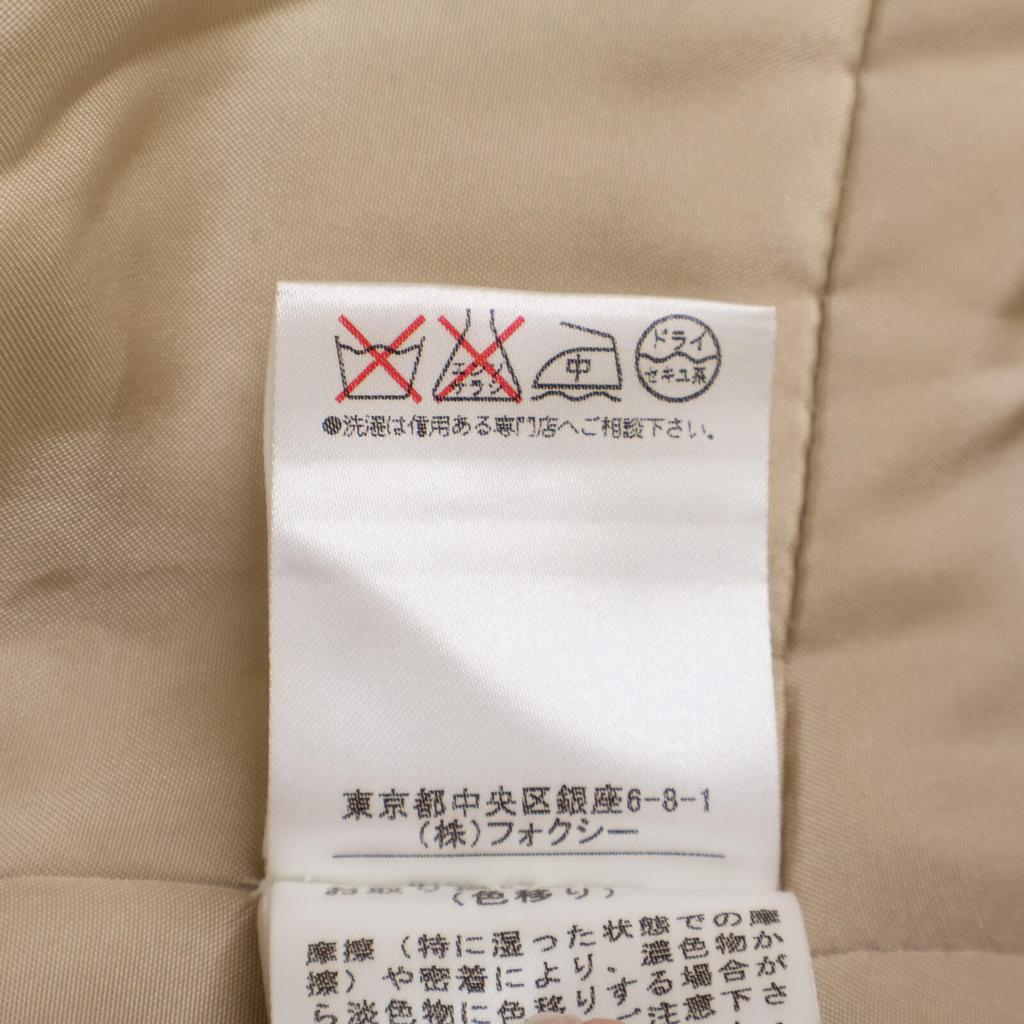 エンソ
サラシ
中
ドライ
セキユ系
●洗濯は信用ある専門店へご相談下さい。
東京都中央区銀座6-8-1
(株)フォクシー
(色移り)
摩擦(特に湿った状態での摩
擦)や密着により、濃色物か
ら淡色物に色移りする場合が
注意下さ